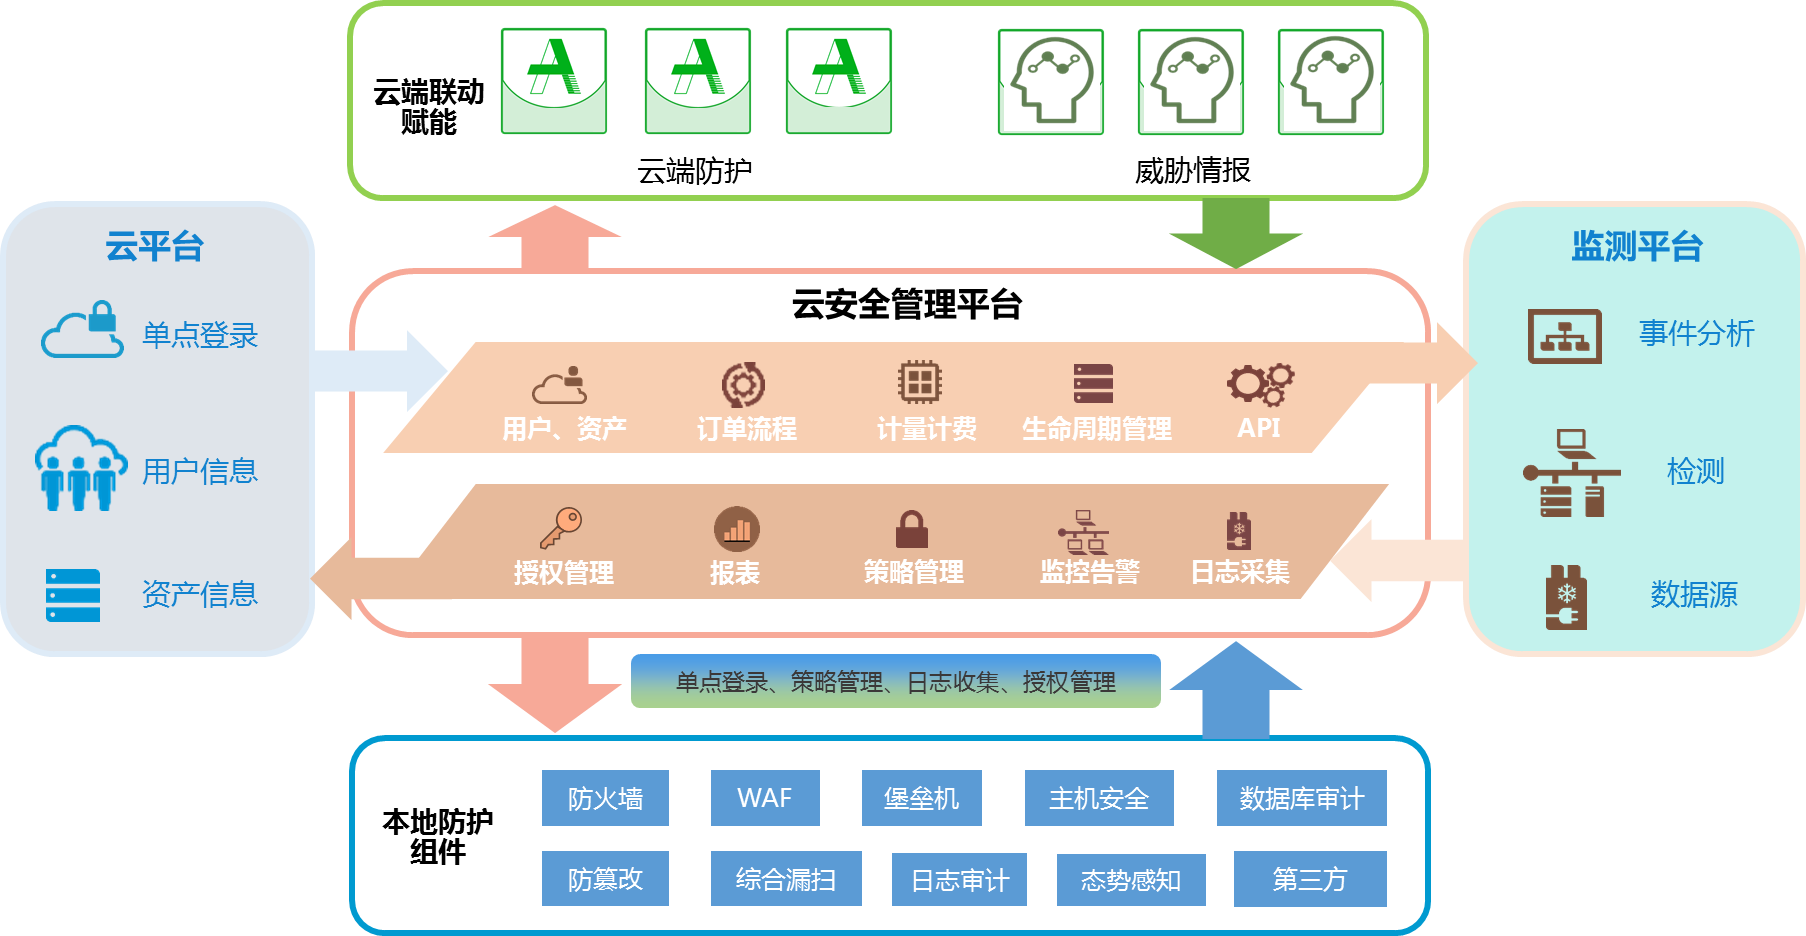 云端联动
赋能
云端防护
威胁情报
云平台
单点登录
用户信息
资产信息
云安全管理平台
用户、资产
订单流程
计量计费
生命周期管理
API
授权管理
报表
策略管理
监控告警
日志采集
监测平台
事件分析
检测
数据源
单点登录、策略管理、日志收集、授权管理
本地防护
组件
防火墙
WAF
堡垒机
主机安全
数据库审计
防篡改
综合漏扫
日志审计
态势感知
第三方